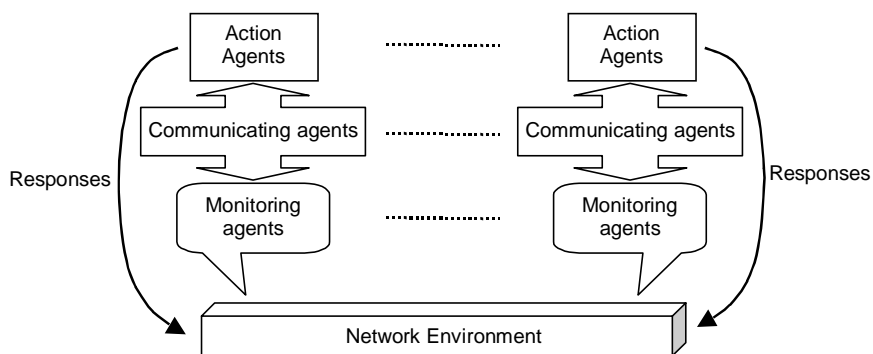 Action
Agents
Action
Agents
Communicating agents
Communicating agents
Responses
Responses
Monitoring
agents
Monitoring
agents
Network Environment